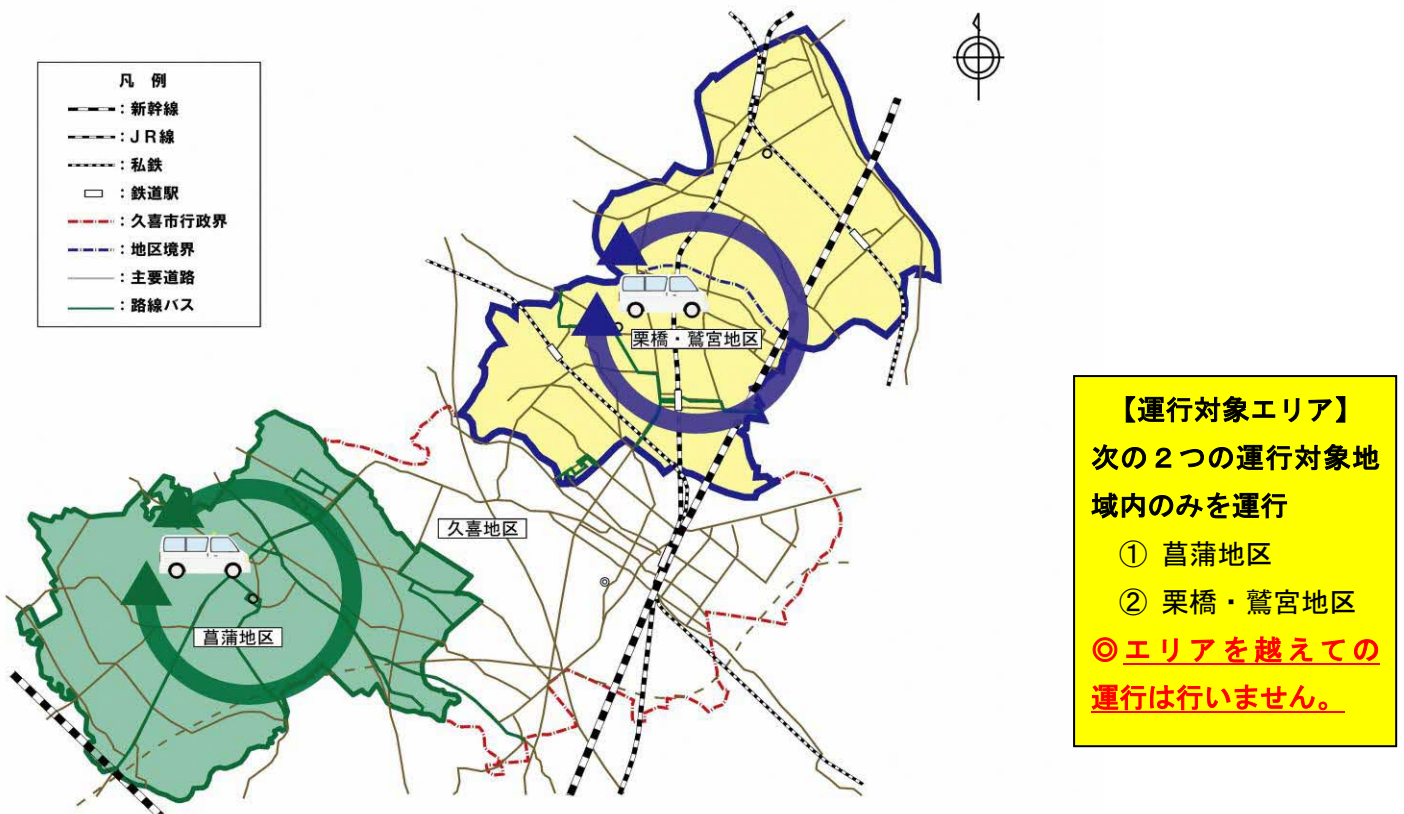 凡 例
：新幹線
：ＪＲ線
：私鉄
：鉄道駅
：久喜市行政界
：地区境界
：主要道路
：路線バス
栗橋・鷲宮地区
久喜地区
菖蒲地区
【運行対象エリア】
次の２つの運行対象地
域内のみを運行
① 菖蒲地区
② 栗橋・鷲宮地区
◎エリアを越えての
運行は行いません。